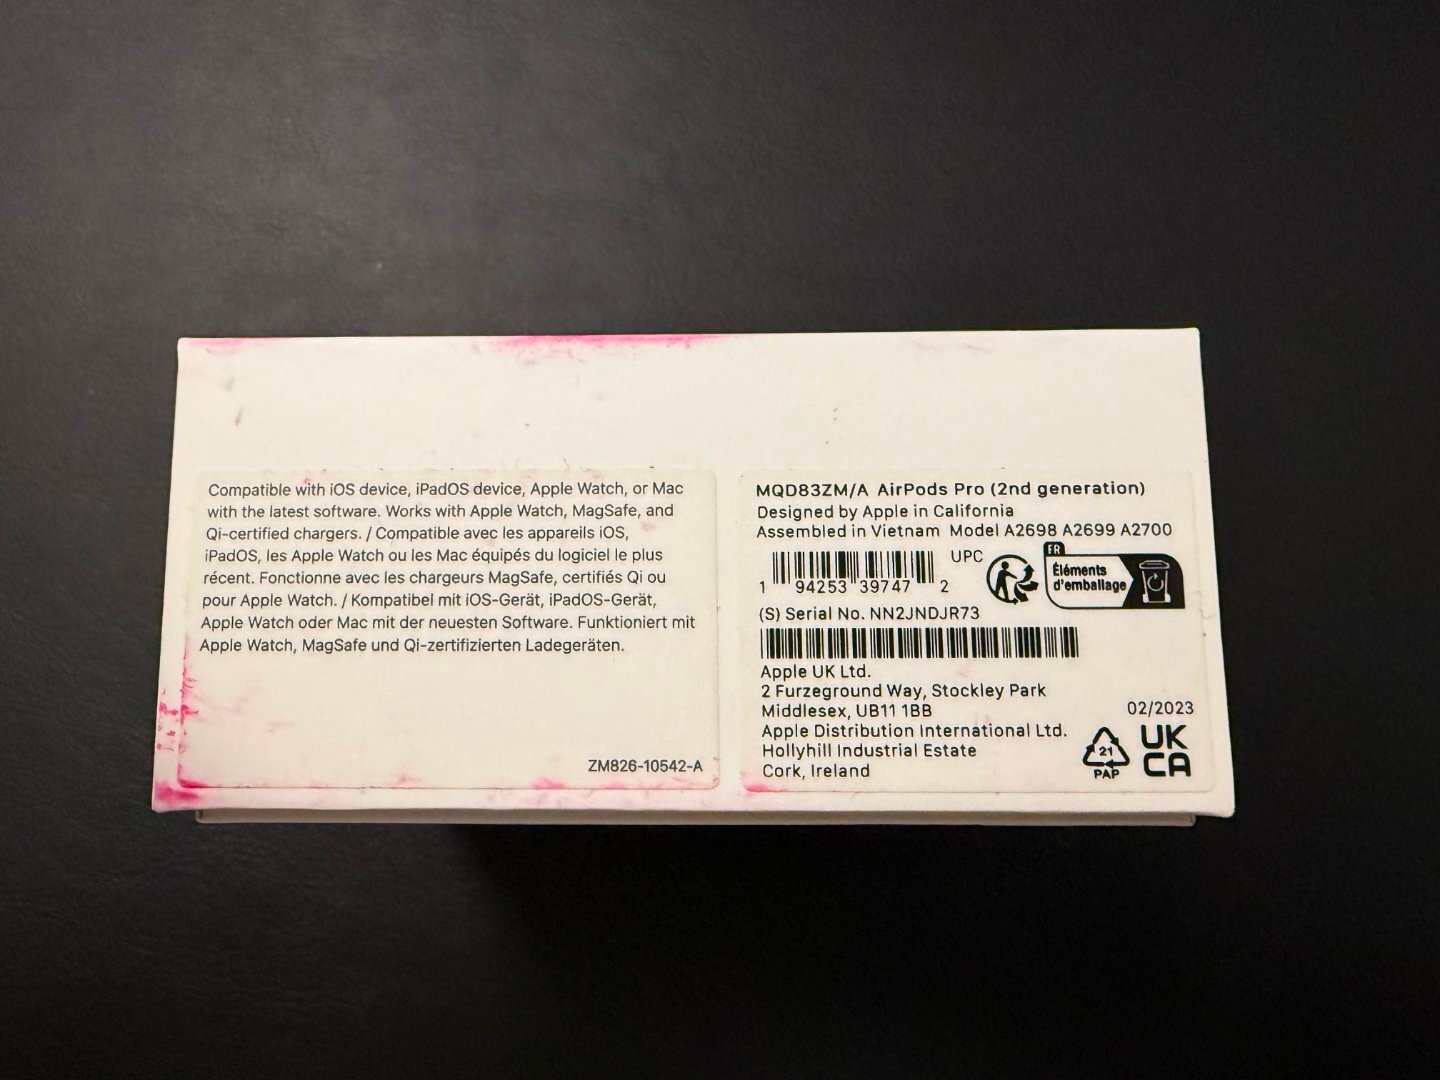 Compatible with iOS device, iPadOS device, Apple Watch, or Mac
with the latest software. Works with Apple Watch, MagSafe, and
Qi-certified chargers. / Compatible avec les appareils iOS,
iPadOS, les Apple Watch ou les Mac équipés du logiciel le plus
récent. Fonctionne avec les chargeurs MagSafe, certifiés Qi ou
pour Apple Watch. / Kompatibel mit iOS-Gerät, iPadOS-Gerät,
Apple Watch oder Mac mit der neuesten Software. Funktioniert mit
Apple Watch, MagSafe und Qi-zertifizierten Ladegeräten.
ZM826-10542-A
MQD83ZM/A AirPods Pro (2nd generation)
Designed by Apple in California
Assembled in Vietnam Model A2698 A2699 A2700
UPC
1 94253 39747 2
FR
Éléments
d'emballage
(S) Serial No. NN2JNDJR73
Apple UK Ltd.
2 Furzeground Way, Stockley Park
Middlesex, UB11 1BB
Apple Distribution International Ltd.
Hollyhill Industrial Estate
Cork, Ireland
02/2023
21
PAP
UK
CA